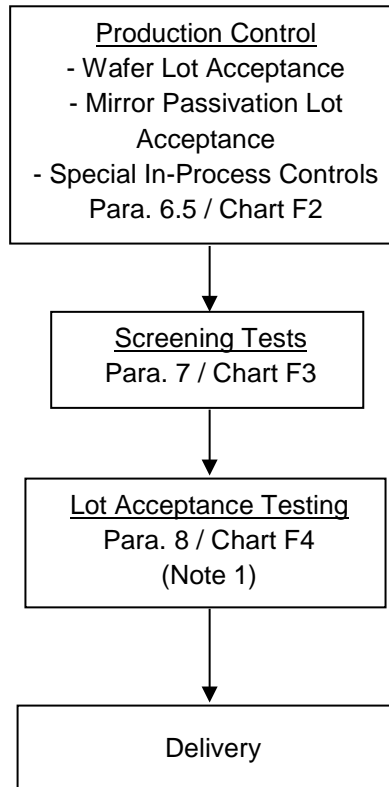 Production Control
- Wafer Lot Acceptance
- Mirror Passivation Lot
Acceptance
- Special In-Process Controls
Para. 6.5 / Chart F2
Screening Tests
Para. 7 / Chart F3
Lot Acceptance Testing
Para. 8 / Chart F4
(Note 1)
Delivery